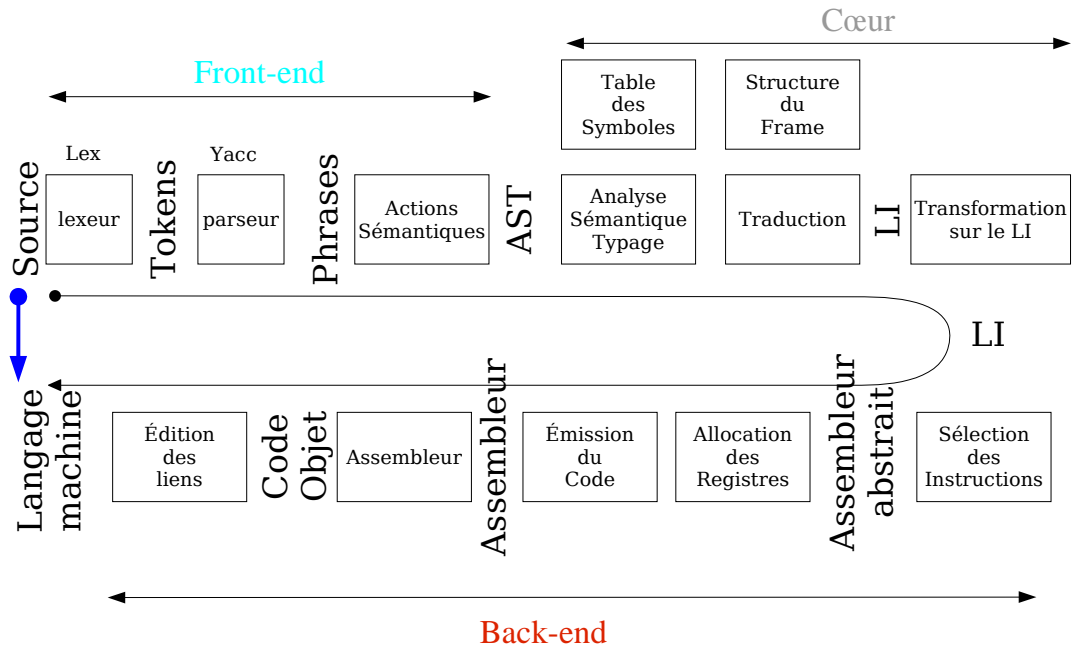 Cœur
Front-end
Table
des
Symboles
Structure
du
Frame
Lex
Yacc
Source
lexeur
Tokens
parseur
Phrases
Actions
Sémantiques
AST
Analyse
Sémantique
Typage
Traduction
LI
Transformation
sur le LI
LI
Langage
machine
Édition
des
liens
Code
Objet
Assembleur
Assembleur
Émission
du
Code
Allocation
des
Registres
Assembleur
abstrait
Sélection
des
Instructions
Back-end